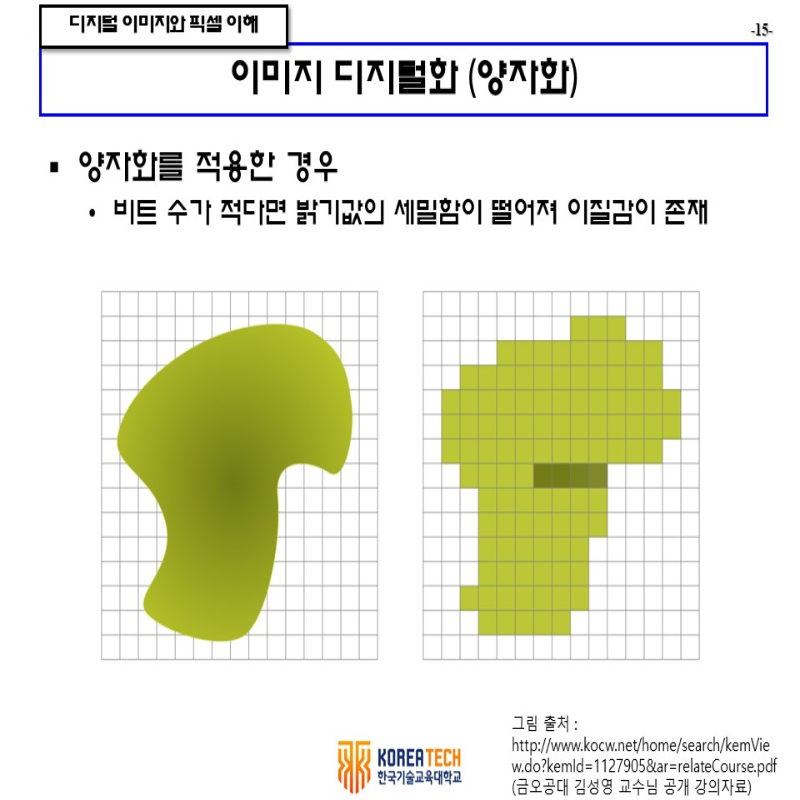 디지털 이미지와 픽셀 이해
-15-
이미지 디지털화 (양자화)
▪ 양자화를 적용한 경우
• 비트 수가 적다면 밝기값의 세밀함이 떨어져 이질감이 존재
그림 출처 :
http://www.kocw.net/home/search/kemVie
w.do?kemId=1127905&ar=relateCourse.pdf
(금오공대 김성영 교수님 공개 강의자료)
KOREATECH
한국기술교육대학교